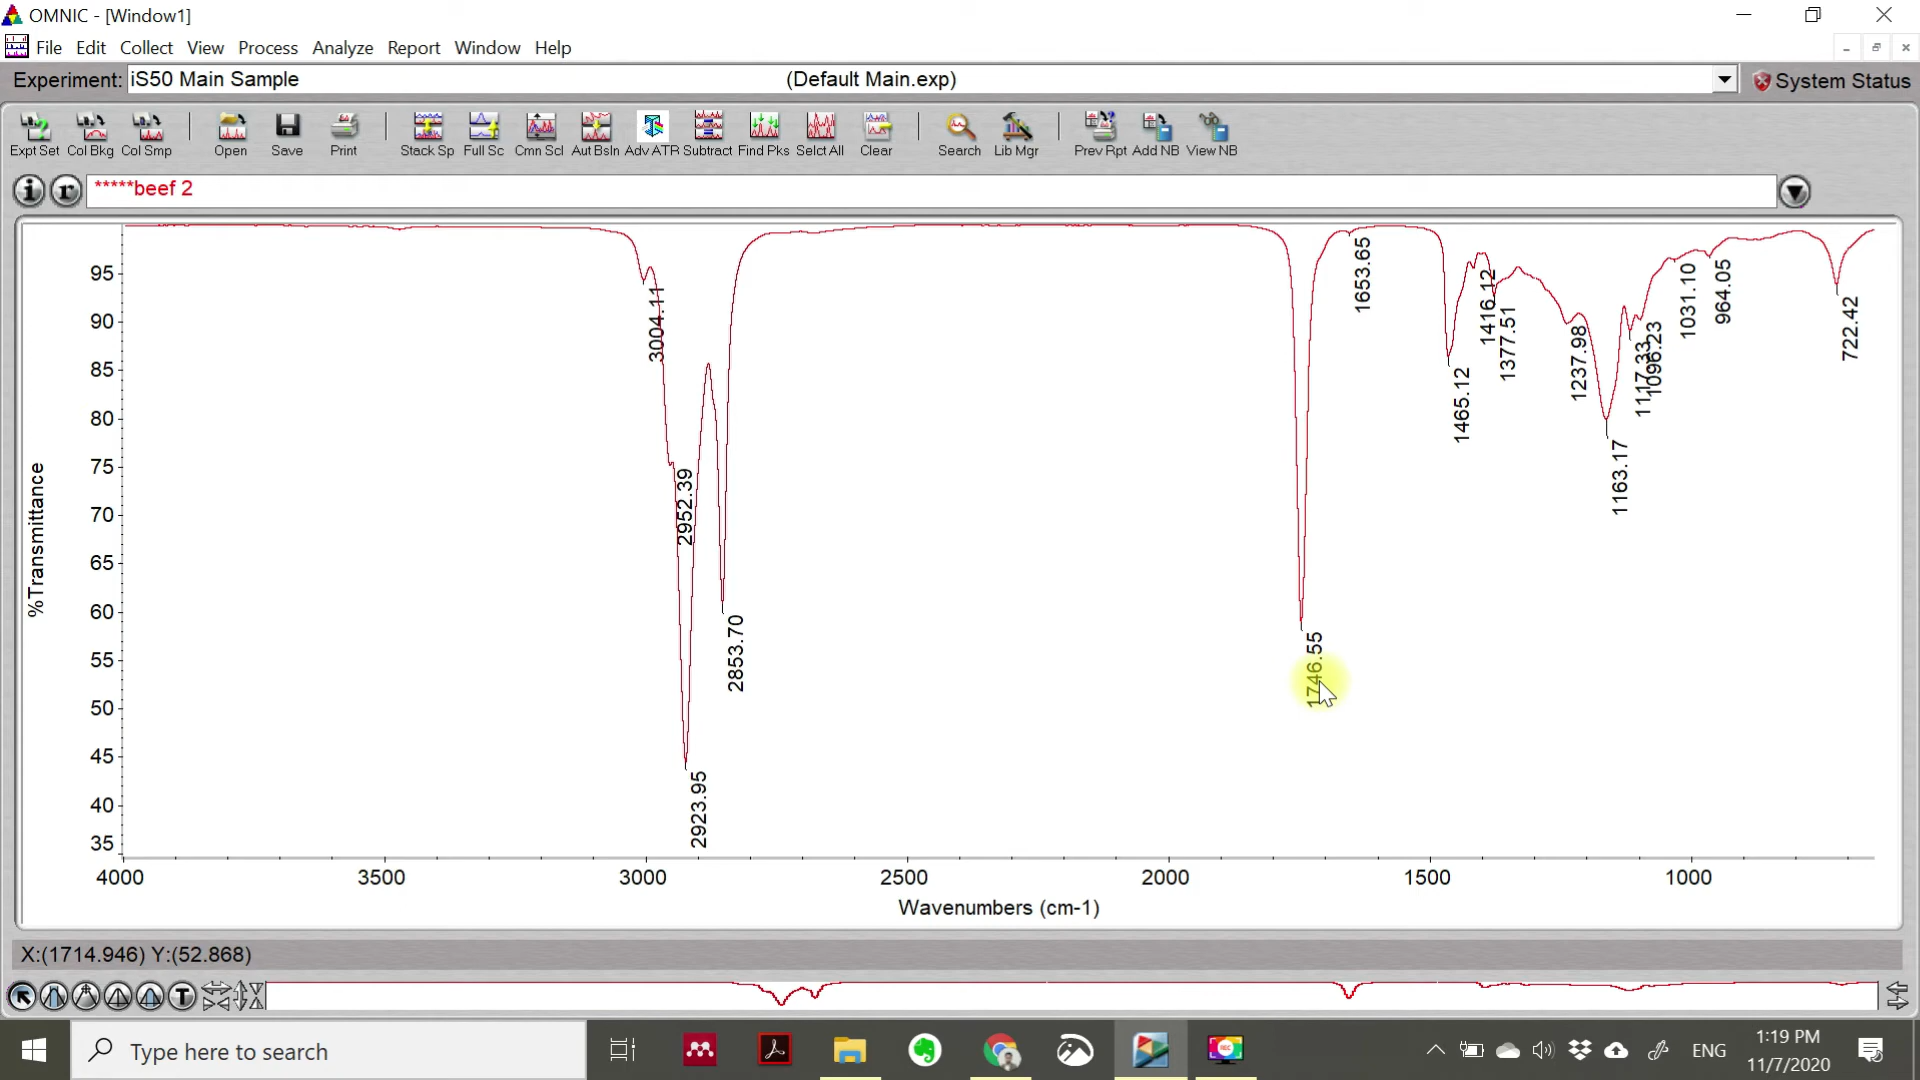 OMNIC - [Window1]
File Edit Collect View Process Analyze Report Window Help
Experiment: iS50 Main Sample (Default Main.exp) System Status
Expt Set Col Bkg Col Smp Open Save Print Stack Sp Full Sc Cmn Scl Aut Bsln Adv ATR Subtract Find Pks Selct All Clear Search Lib Mgr Prev Rpt Add NB View NB
*****beef 2
95
90
85
80
75
70
65
60
55
50
45
40
35
%Transmittance
3004.11
2952.39
2923.95
2853.70
1746.55
1653.65
1465.12
1416.12
1377.51
1237.98
1163.17
1117.33
1096.23
1031.10
964.05
722.42
4000 3500 3000 2500 2000 1500 1000
Wavenumbers (cm-1)
X:(1714.946) Y:(52.868)
T
Type here to search
REC
ENG
1:19 PM
11/7/2020